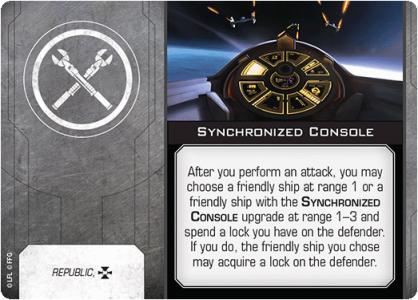 SYNCHRONIZED CONSOLE
After you perform an attack, you may
choose a friendly ship at range 1 or a
friendly ship with the SYNCHRONIZED
CONSOLE upgrade at range 1–3 and
spend a lock you have on the defender.
If you do, the friendly ship you chose
may acquire a lock on the defender.
REPUBLIC,
© LFL © FFG